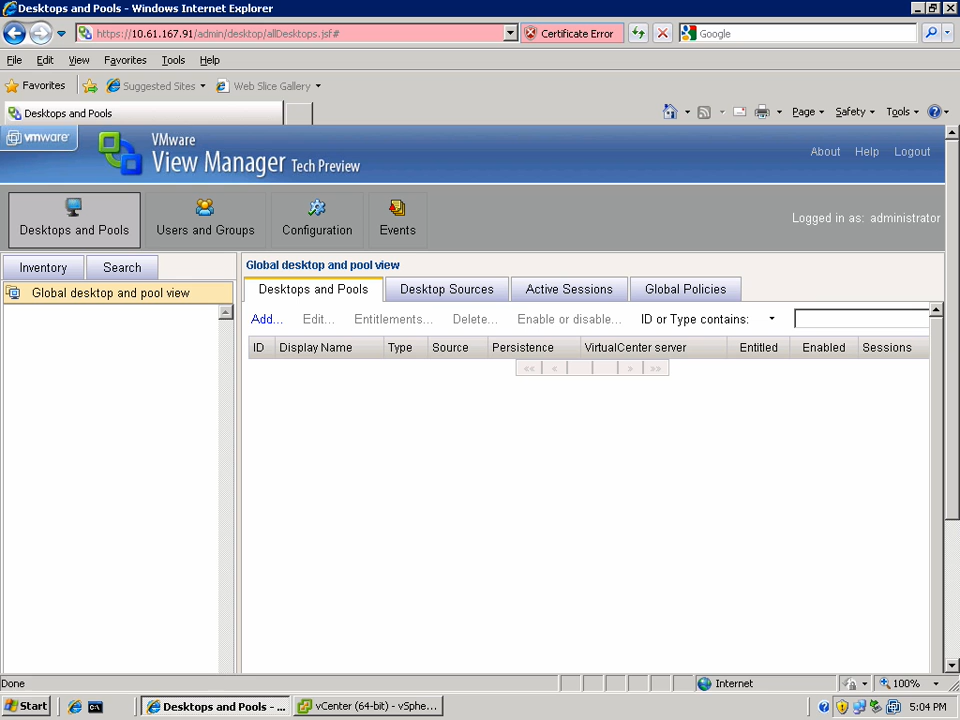 Desktops and Pools - Windows Internet Explorer
https://10.61.167.91/admin/desktop/allDesktops.jsf#
Certificate Error
Google
File Edit View Favorites Tools Help
Favorites Suggested Sites Web Slice Gallery
Desktops and Pools
Page Safety Tools
vmware
VMware
View Manager Tech Preview
About Help Logout
Desktops and Pools Users and Groups Configuration Events
Logged in as: administrator
Inventory Search
Global desktop and pool view
Global desktop and pool view
Desktops and Pools Desktop Sources Active Sessions Global Policies
Add... Edit... Entitlements... Delete... Enable or disable... ID or Type contains:
ID Display Name Type Source Persistence VirtualCenter server Entitled Enabled Sessions
« ‹ › »
Done
Internet
100%
Start
Desktops and Pools - ...
vCenter (64-bit) - vSphe...
5:04 PM